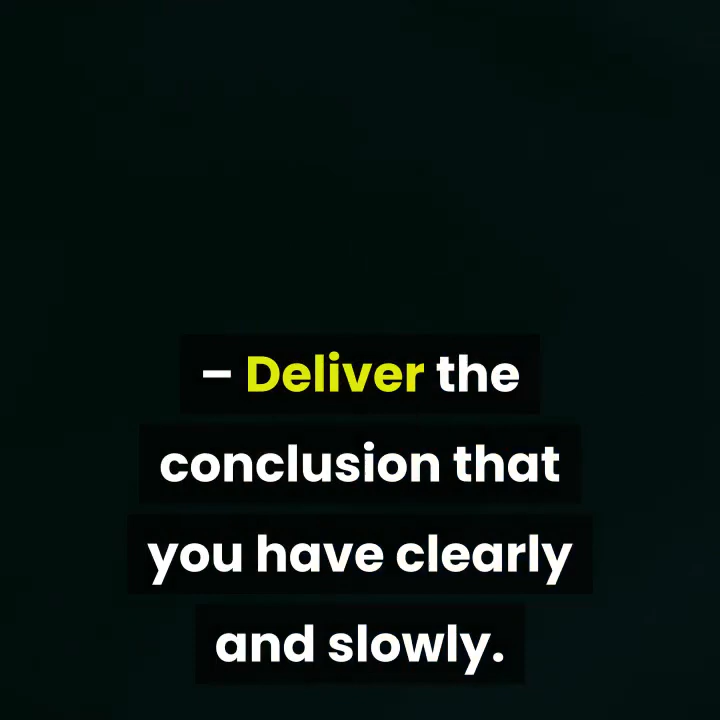 – Deliver the
conclusion that
you have clearly
and slowly.